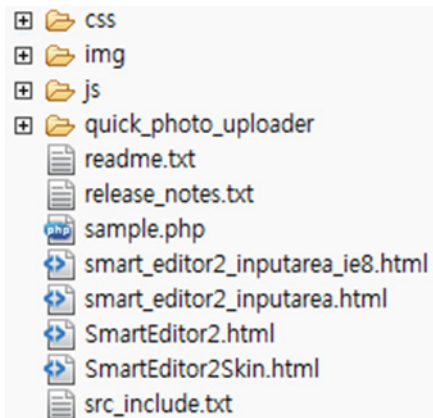 css
img
js
quick_photo_uploader
readme.txt
release_notes.txt
sample.php
smart_editor2_inputarea_ie8.html
smart_editor2_inputarea.html
SmartEditor2.html
SmartEditor2Skin.html
src_include.txt